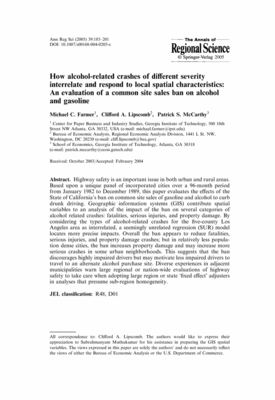 Ann Reg Sci (2005) 39:185–201
DOI: 10.1007/s00168-004-0205-z
The Annals of
Regional Science
© Springer-Verlag 2005
How alcohol-related crashes of different severity
interrelate and respond to local spatial characteristics:
An evaluation of a common site sales ban on alcohol
and gasoline
Michael C. Farmer¹, Clifford A. Lipscomb², Patrick S. McCarthy³
¹ Center for Paper Business and Industry Studies, Georgia Institute of Technology, 500 10th
Street NW Atlanta, GA 30332, USA (e-mail: michael.farmer@cpbis.org)
² Bureau of Economic Analysis, Regional Economic Analysis Division, 1441 L St. NW,
Washington, DC 20230 (e-mail:
³ School of Economics, Georgia Institute of Technology, Atlanta, GA 30318
(e-mail:
Received: October 2003/Accepted: February 2004
Abstract. Highway safety is an important issue in both urban and rural areas.
Based upon a unique panel of incorporated cities over a 96-month period
from January 1982 to December 1989, this paper evaluates the effects of the
State of California's ban on common site sales of gasoline and alcohol to curb
drunk driving. Geographic information systems (GIS) contribute spatial
variables to an analysis of the impact of the ban on several categories of
alcohol related crashes: fatalities, serious injuries, and property damage. By
considering the types of alcohol-related crashes for the five-county Los
Angeles area as interrelated, a seemingly unrelated regression (SUR) model
locates more precise impacts. Overall the ban appears to reduce fatalities,
serious injuries, and property damage crashes; but in relatively less popula-
tion dense cities, the ban increases property damage and may increase more
serious crashes in some urban neighborhoods. This suggests that the ban
discourages highly impaired drivers but may motivate less impaired drivers to
travel to an alternate alcohol purchase site. Diverse experiences in adjacent
municipalities warn large regional or nation-wide evaluations of highway
safety to take care when adopting large region or state 'fixed effect' adjusters
in analyses that presume sub-region homogeneity.
JEL classification: R48, D01
All correspondence to: Clifford A. Lipscomb. The authors would like to express their
appreciation to Subrahmanyam Muthukumar for his assistance in preparing the GIS spatial
variables. The views expressed in this paper are solely the authors' and do not necessarily reflect
the views of either the Bureau of Economic Analysis or the U.S. Department of Commerce.